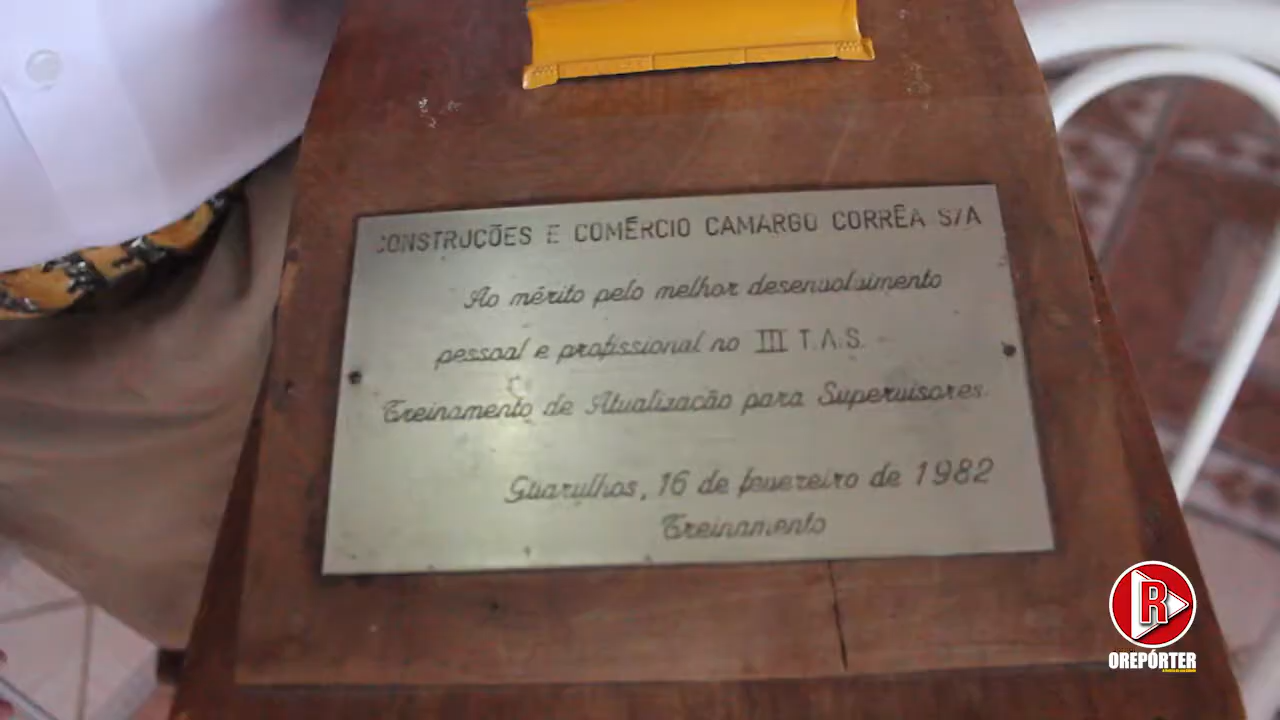 CONSTRUÇÕES E COMÉRCIO CAMARGO CORRÊA S/A
Ao mérito pelo melhor desenvolvimento
pessoal e profissional no III T.A.S.
Treinamento de Atualização para Supervisores.
Guarulhos, 16 de fevereiro de 1982
Treinamento
R
OREPÓRTER